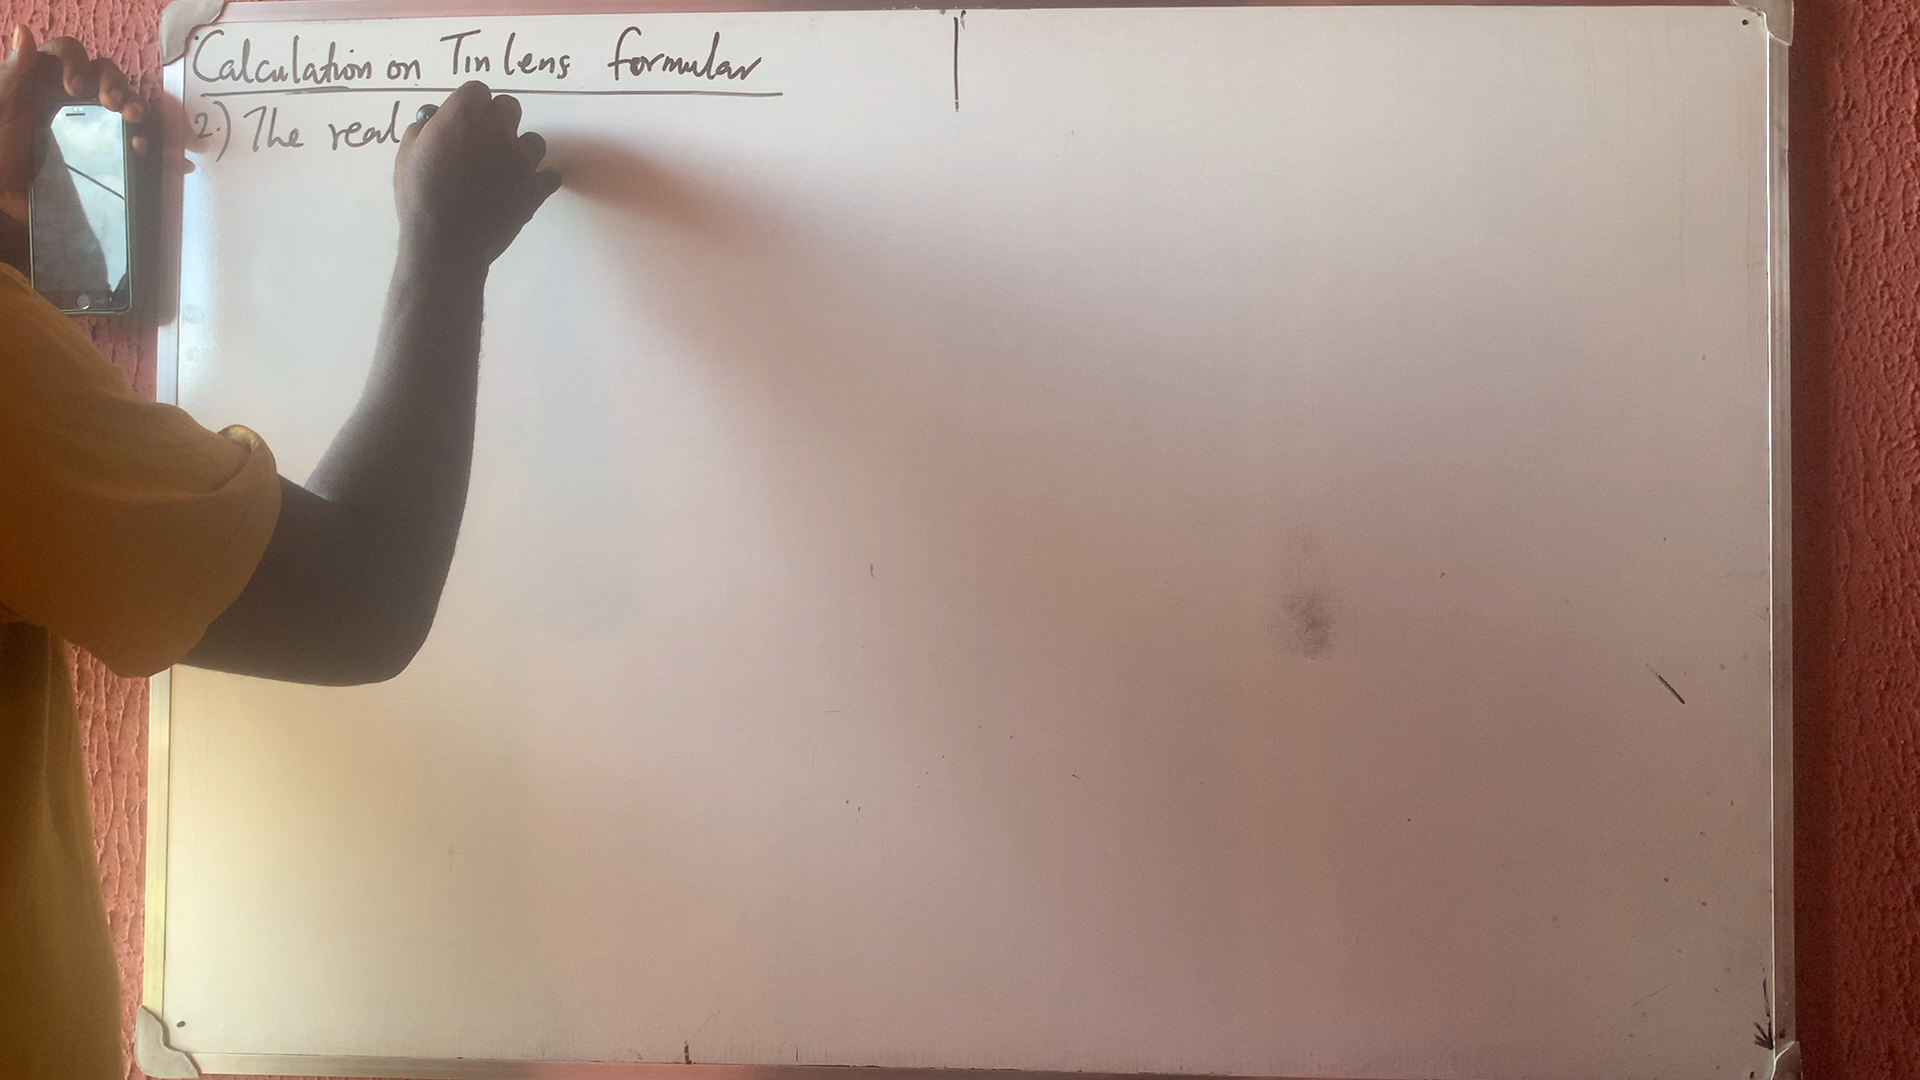 Calculation on Tin lens formular
2.) The real